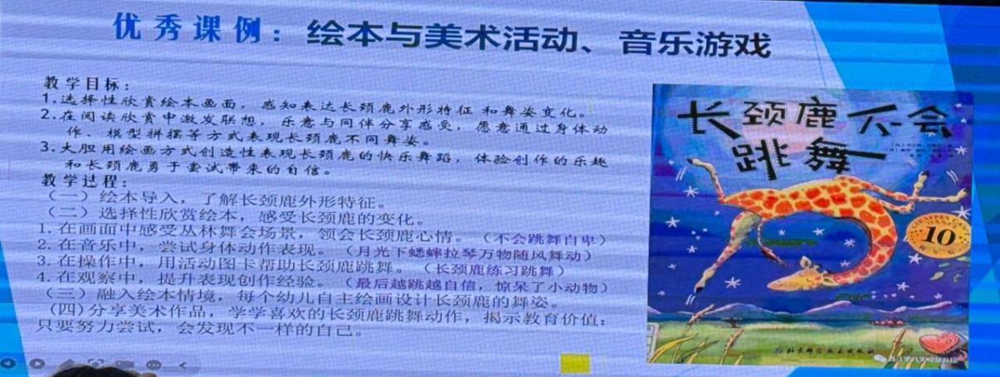 优秀课例：绘本与美术活动、音乐游戏
教学目标：
1.选择性欣赏绘本画面，感知表达长颈鹿外形特征和舞姿变化。
2.在阅读欣赏中激发联想，乐意与同伴分享感受，愿意通过身体动
作、模型拼摆等方式表现长颈鹿不同舞姿。
3.大胆用绘画方式创造性表现长颈鹿的快乐舞蹈，体验创作的乐趣
和长颈鹿勇于尝试带来的自信。
教学过程：
（一）绘本导入，了解长颈鹿外形特征。
（二）选择性欣赏绘本，感受长颈鹿的变化。
1.在画面中感受丛林舞会场景，领会长颈鹿心情。（不会跳舞自卑）
2.在音乐中，尝试身体动作表现。（月光下蟋蟀拉琴万物随风舞动）
3.在操作中，用活动图卡帮助长颈鹿跳舞。（长颈鹿练习跳舞）
4.在观察中，提升表现创作经验。（最后越跳越自信，惊呆了小动物）
（三）融入绘本情境，每个幼儿自主绘画设计长颈鹿的舞姿。
（四）分享美术作品，学学喜欢的长颈鹿跳舞动作，揭示教育价值：
只要努力尝试，会发现不一样的自己。
长颈鹿不会
跳舞
10
北京科学技术出版社